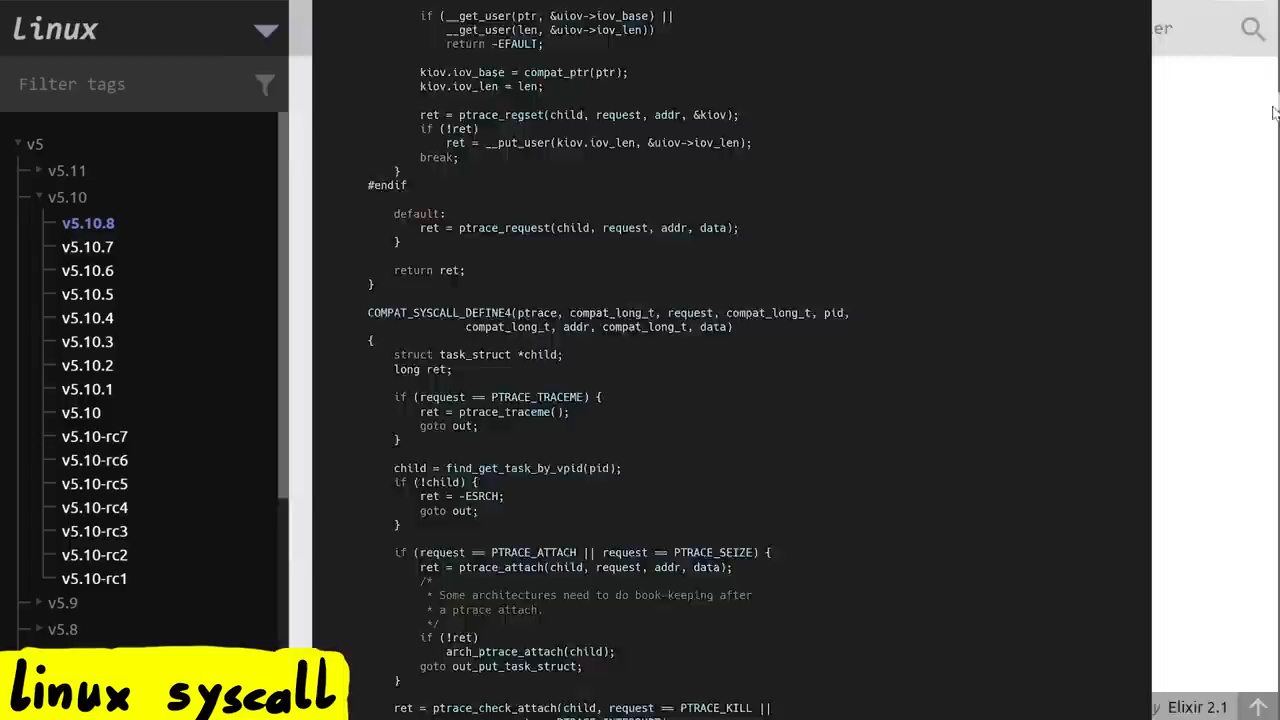 Linux
Filter tags
v5
v5.11
v5.10
v5.10.8
v5.10.7
v5.10.6
v5.10.5
v5.10.4
v5.10.3
v5.10.2
v5.10.1
v5.10
v5.10-rc7
v5.10-rc6
v5.10-rc5
v5.10-rc4
v5.10-rc3
v5.10-rc2
v5.10-rc1
v5.9
v5.8
linux syscall
if (__get_user(ptr, &uiov->iov_base) ||
__get_user(len, &uiov->iov_len))
return -EFAULT;
kiov.iov_base = compat_ptr(ptr);
kiov.iov_len = len;
ret = ptrace_regset(child, request, addr, &kiov);
if (!ret)
ret = __put_user(kiov.iov_len, &uiov->iov_len);
break;
}
#endif
default:
ret = ptrace_request(child, request, addr, data);
}
return ret;
}
COMPAT_SYSCALL_DEFINE4(ptrace, compat_long_t, request, compat_long_t, pid,
compat_long_t, addr, compat_long_t, data)
{
struct task_struct *child;
long ret;
if (request == PTRACE_TRACEME) {
ret = ptrace_traceme();
goto out;
}
child = find_get_task_by_vpid(pid);
if (!child) {
ret = -ESRCH;
goto out;
}
if (request == PTRACE_ATTACH || request == PTRACE_SEIZE) {
ret = ptrace_attach(child, request, addr, data);
/*
* Some architectures need to do book-keeping after
* a ptrace attach.
*/
if (!ret)
arch_ptrace_attach(child);
goto out_put_task_struct;
}
ret = ptrace_check_attach(child, request == PTRACE_KILL ||
er
y Elixir 2.1